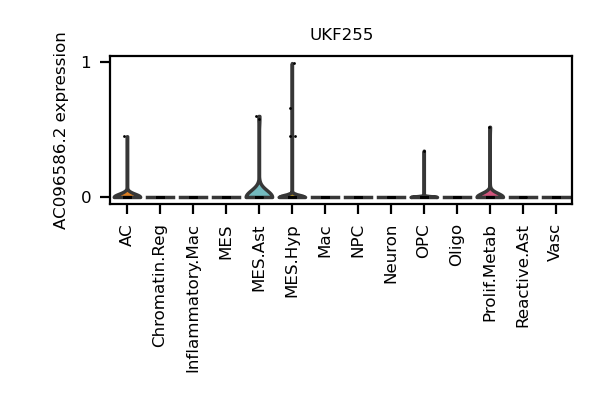 UKF255
AC096586.2 expression
1
0
AC
Chromatin.Reg
Inflammatory.Mac
MES
MES.Ast
MES.Hyp
Mac
NPC
Neuron
OPC
Oligo
Prolif.Metab
Reactive.Ast
Vasc